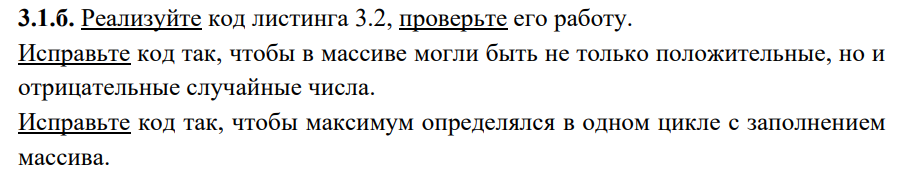 3.1.б. Реализуйте код листинга 3.2, проверьте его работу.
Исправьте код так, чтобы в массиве могли быть не только положительные, но и
отрицательные случайные числа.
Исправьте код так, чтобы максимум определялся в одном цикле с заполнением
массива.